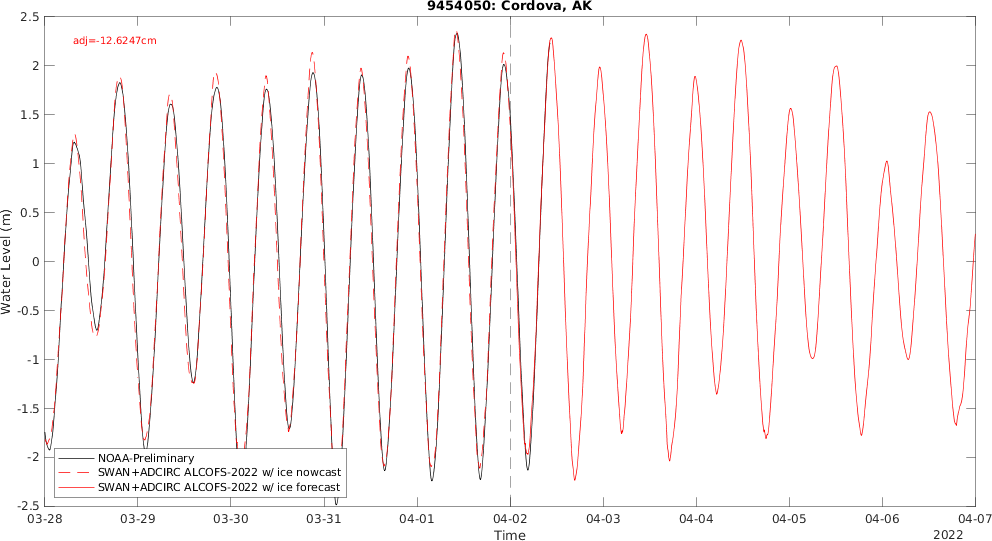 9454050: Cordova, AK
adj=-12.6247cm
Water Level (m)
2.5
2
1.5
1
0.5
0
-0.5
-1
-1.5
-2
-2.5
NOAA-Preliminary
SWAN+ADCIRC ALCOFS-2022 w/ ice nowcast
SWAN+ADCIRC ALCOFS-2022 w/ ice forecast
03-28 03-29 03-30 03-31 04-01 04-02 04-03 04-04 04-05 04-06 04-07
Time
2022